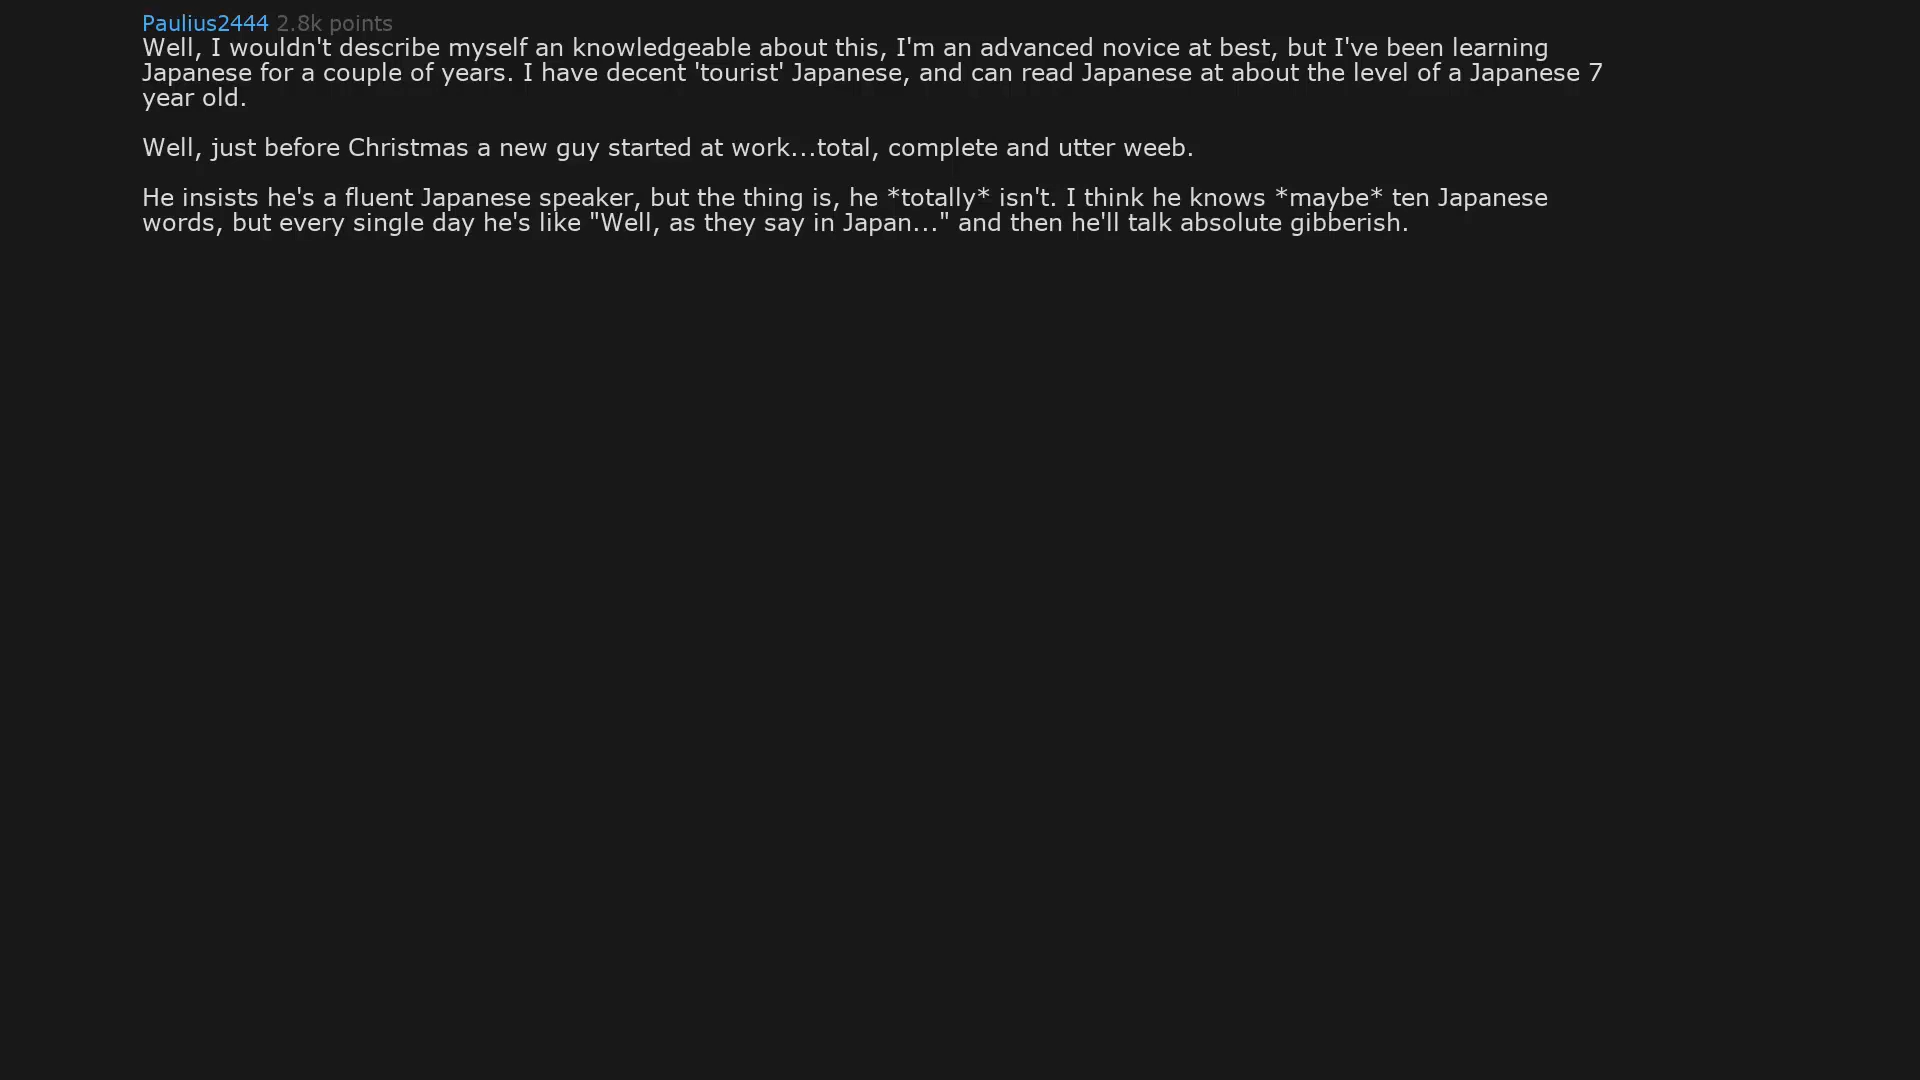 Paulius2444 2.8k points
Well, I wouldn't describe myself an knowledgeable about this, I'm an advanced novice at best, but I've been learning
Japanese for a couple of years. I have decent 'tourist' Japanese, and can read Japanese at about the level of a Japanese 7
year old.
Well, just before Christmas a new guy started at work...total, complete and utter weeb.
He insists he's a fluent Japanese speaker, but the thing is, he *totally* isn't. I think he knows *maybe* ten Japanese
words, but every single day he's like "Well, as they say in Japan..." and then he'll talk absolute gibberish.